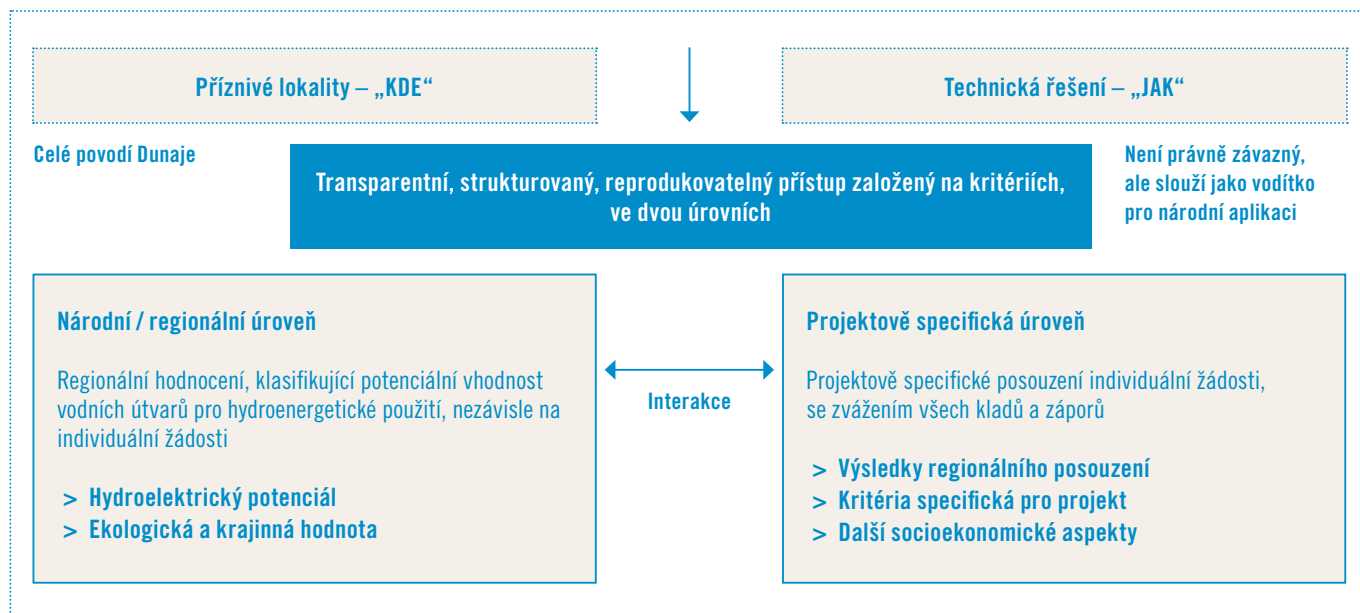 Příznivé lokality – „KDE“
Technická řešení – „JAK“
Celé povodí Dunaje
Transparentní, strukturovaný, reprodukovatelný přístup založený na kritériích,
ve dvou úrovních
Není právně závazný,
ale slouží jako vodítko
pro národní aplikaci
Národní / regionální úroveň
Regionální hodnocení, klasifikující potenciální vhodnost
vodních útvarů pro hydroenergetické použití, nezávisle na
individuální žádosti
> Hydroelektrický potenciál
> Ekologická a krajinná hodnota
Interakce
Projektově specifická úroveň
Projektově specifické posouzení individuální žádosti,
se zvážením všech kladů a záporů
> Výsledky regionálního posouzení
> Kritéria specifická pro projekt
> Další socioekonomické aspekty